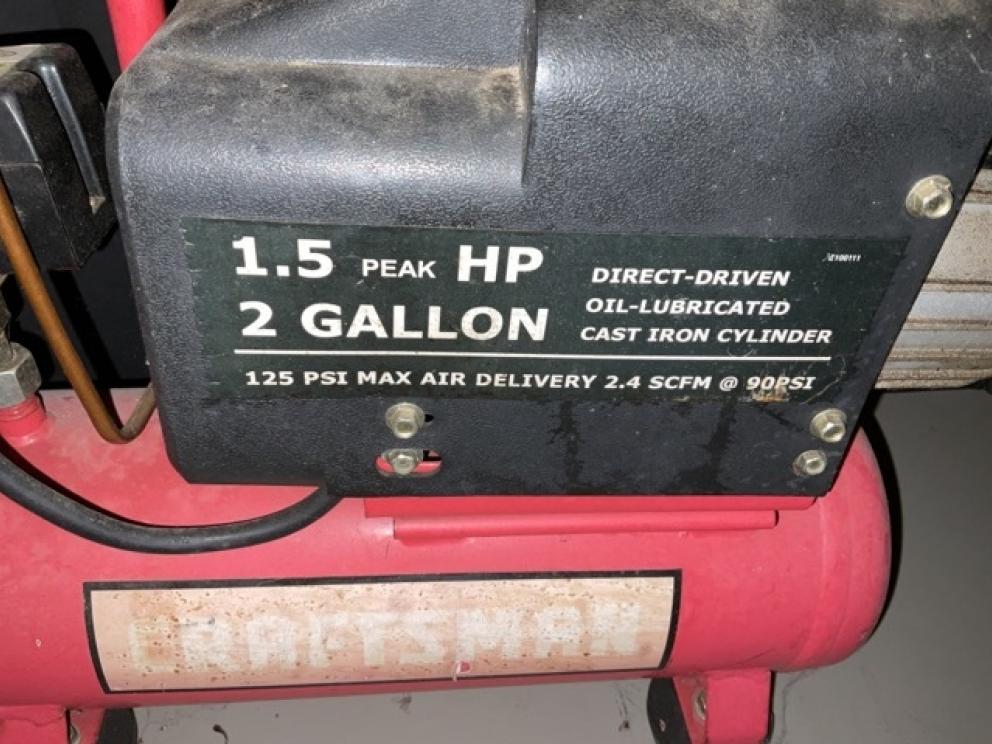 1.5 PEAK HP
2 GALLON
DIRECT-DRIVEN
OIL-LUBRICATED
CAST IRON CYLINDER
125 PSI MAX AIR DELIVERY 2.4 SCFM @ 90PSI
CRAFTSMAN